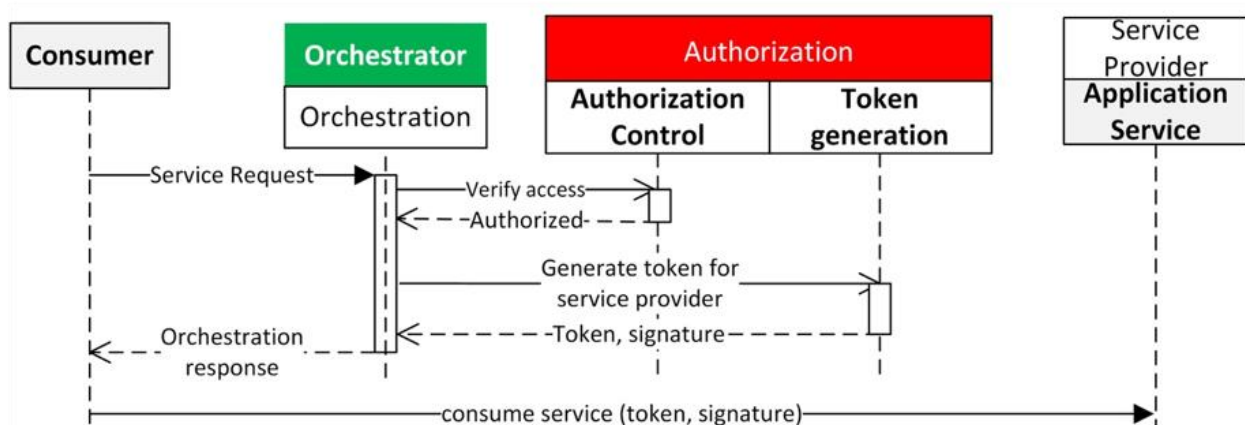 Consumer
Orchestrator
Orchestration
Authorization
Authorization
Control
Token
generation
Service
Provider
Application
Service
Service Request
Verify access
Authorized
Generate token for
service provider
Token, signature
Orchestration
response
consume service (token, signature)